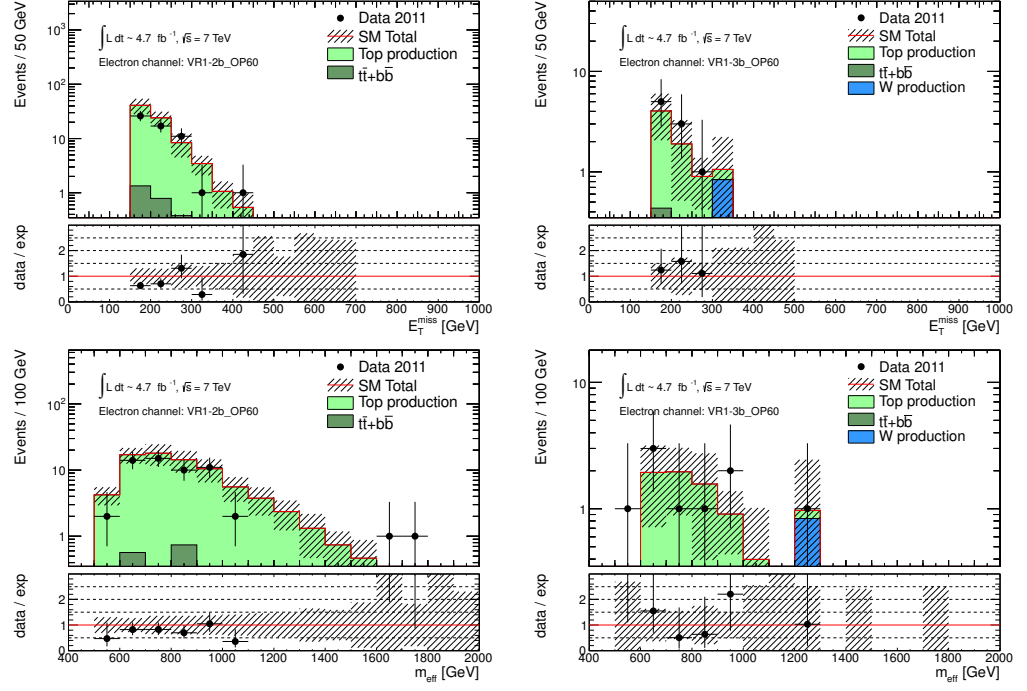 Events / 50 GeV
10³
10²
10
1
∫L dt ~ 4.7 fb⁻¹, √s = 7 TeV
Electron channel: VR1-2b_OP60
Data 2011
SM Total
Top production
tt̄+bb̄
data / exp
2
1
0
0 100 200 300 400 500 600 700 800 900 1000
E_T^miss [GeV]
Events / 50 GeV
10
1
∫L dt ~ 4.7 fb⁻¹, √s = 7 TeV
Electron channel: VR1-3b_OP60
Data 2011
SM Total
Top production
tt̄+bb̄
W production
data / exp
2
1
0
0 100 200 300 400 500 600 700 800 900 1000
E_T^miss [GeV]
Events / 100 GeV
10²
10
1
∫L dt ~ 4.7 fb⁻¹, √s = 7 TeV
Electron channel: VR1-2b_OP60
Data 2011
SM Total
Top production
tt̄+bb̄
data / exp
2
1
0
400 600 800 1000 1200 1400 1600 1800 2000
m_eff [GeV]
Events / 100 GeV
10
1
∫L dt ~ 4.7 fb⁻¹, √s = 7 TeV
Electron channel: VR1-3b_OP60
Data 2011
SM Total
Top production
tt̄+bb̄
W production
data / exp
2
1
0
400 600 800 1000 1200 1400 1600 1800 2000
m_eff [GeV]